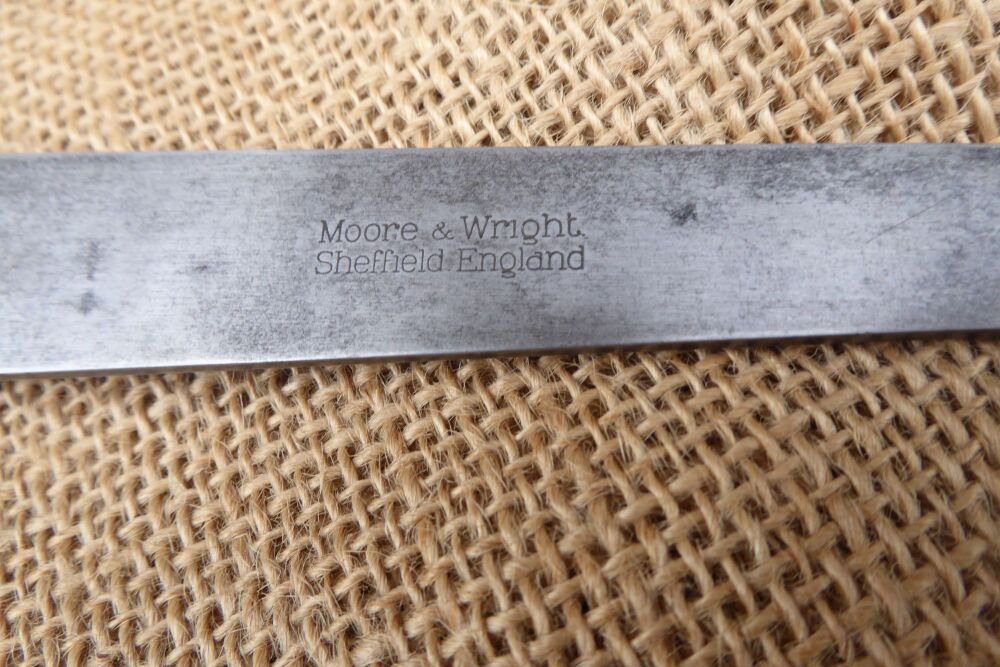 Moore & Wright.
Sheffield England